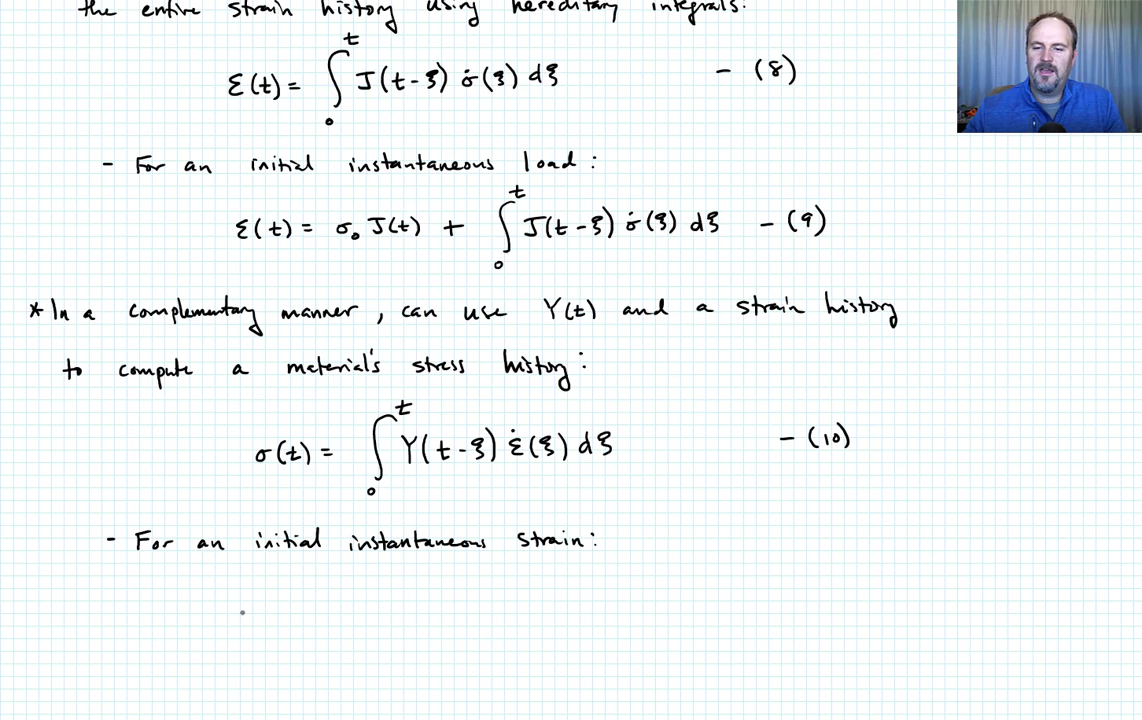 the entire strain history using hereditary integrals:
ε(t) = ∫₀ᵗ J(t-ξ) σ̇(ξ) dξ - (8)
- For an initial instantaneous load:
ε(t) = σ₀ J(t) + ∫₀ᵗ J(t-ξ) σ̇(ξ) dξ - (9)
* In a complementary manner, can use Y(t) and a strain history
to compute a material's stress history:
σ(t) = ∫₀ᵗ Y(t-ξ) ε̇(ξ) dξ - (10)
- For an initial instantaneous strain: